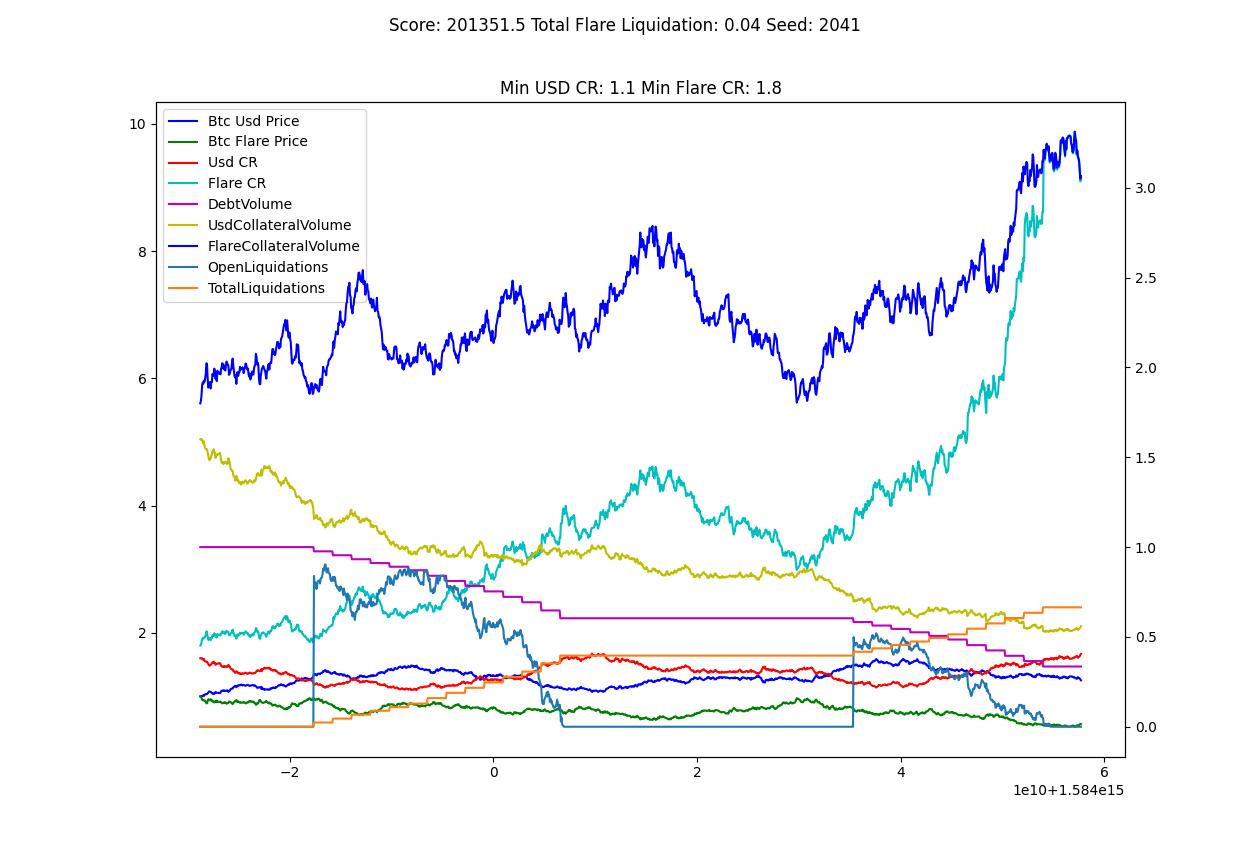 Score: 201351.5 Total Flare Liquidation: 0.04 Seed: 2041
Min USD CR: 1.1 Min Flare CR: 1.8
Btc Usd Price
Btc Flare Price
Usd CR
Flare CR
DebtVolume
UsdCollateralVolume
FlareCollateralVolume
OpenLiquidations
TotalLiquidations
10
8
6
4
2
3.0
2.5
2.0
1.5
1.0
0.5
0.0
−2
0
2
4
6
1e10+1.584e15